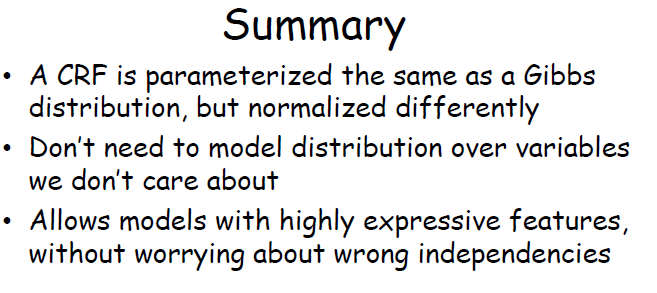 Summary
• A CRF is parameterized the same as a Gibbs
distribution, but normalized differently
• Don't need to model distribution over variables
we don't care about
• Allows models with highly expressive features,
without worrying about wrong independencies